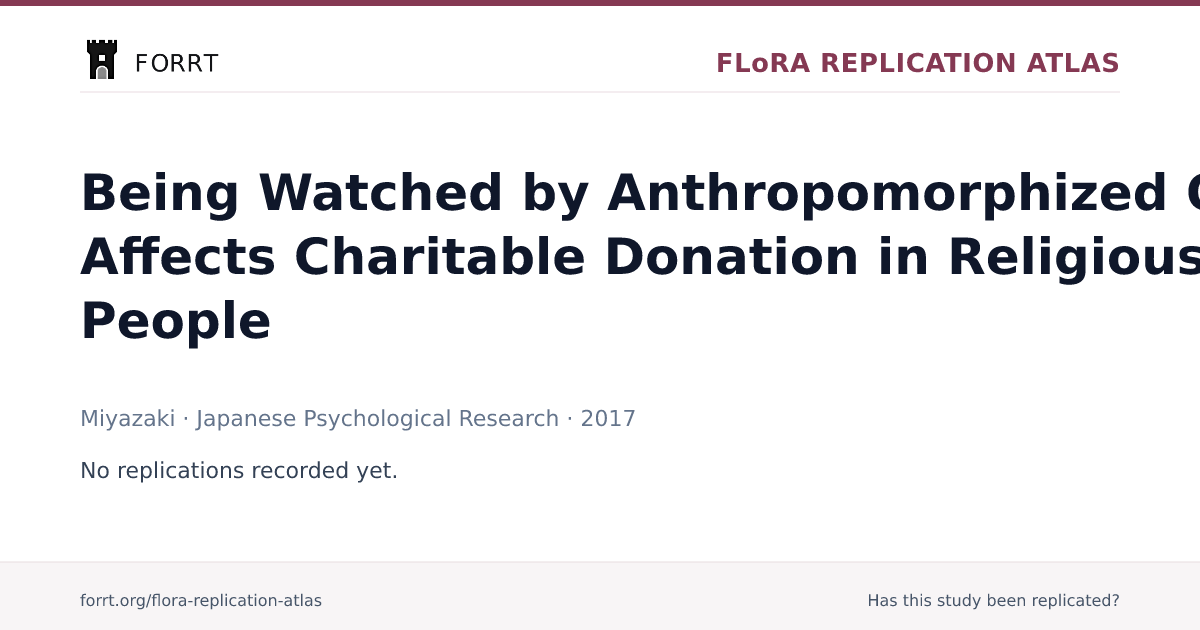 FORRT
FLoRA REPLICATION ATLAS
Being Watched by Anthropomorphized
Affects Charitable Donation in Religious
People
Miyazaki · Japanese Psychological Research · 2017
No replications recorded yet.
forrt.org/flora-replication-atlas
Has this study been replicated?